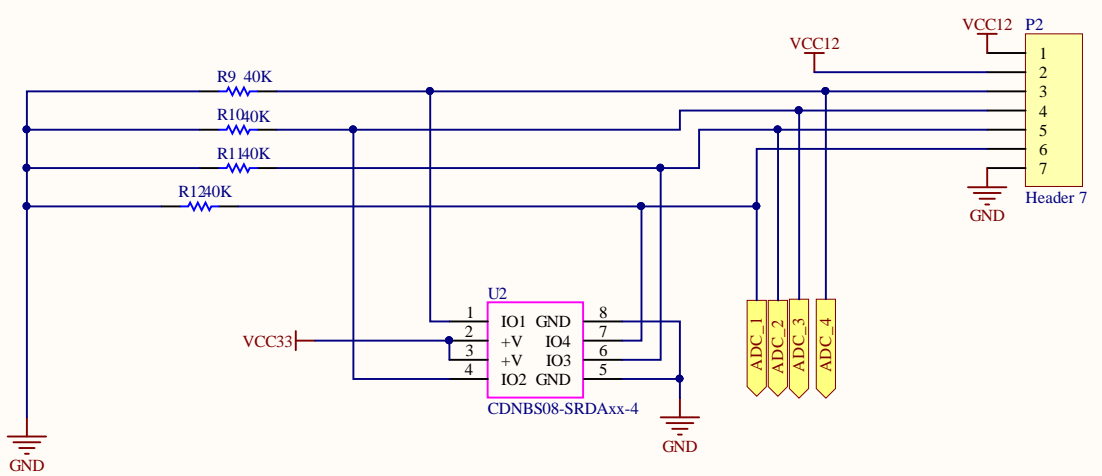 VCC12 P2
VCC12
1
2
R9 40K
3
4
R10 40K
5
R11 40K
6
7
R12 40K
GND
Header 7
U2
1 IO1 GND 8
2 +V IO4 7
VCC33
3 +V IO3 6
4 IO2 GND 5
CDNBS08-SRDAxx-4
ADC_1
ADC_2
ADC_3
ADC_4
GND
GND